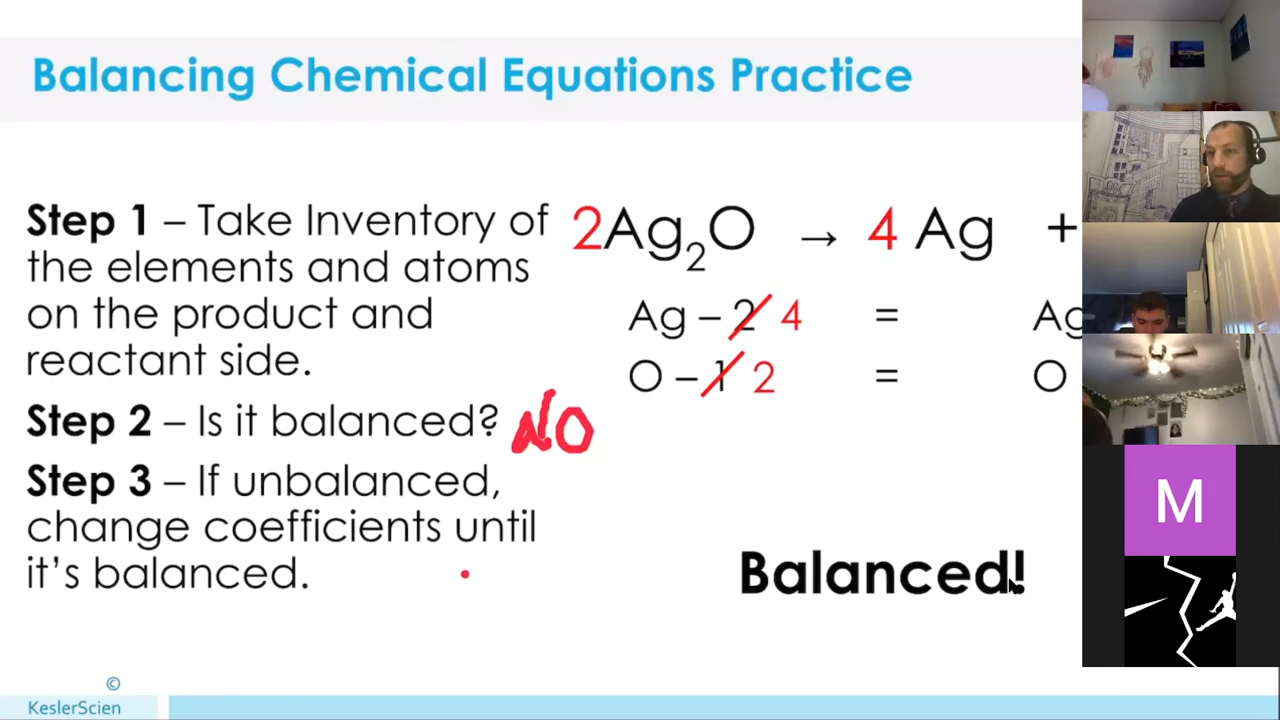 Balancing Chemical Equations Practice
Step 1 – Take Inventory of
the elements and atoms
on the product and
reactant side.
Step 2 – Is it balanced? NO
Step 3 – If unbalanced,
change coefficients until
it's balanced.
2Ag₂O → 4 Ag +
Ag – 2 4 = Ag
O – 1 2 = O
Balanced!
M
©
KeslerScien